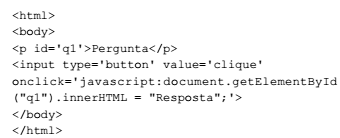 <html>
<body>
<p id='q1'>Pergunta</p>
<input type='button' value='clique'
onclick='javascript:document.getElementById
("q1").innerHTML = "Resposta";'>
</body>
</html>